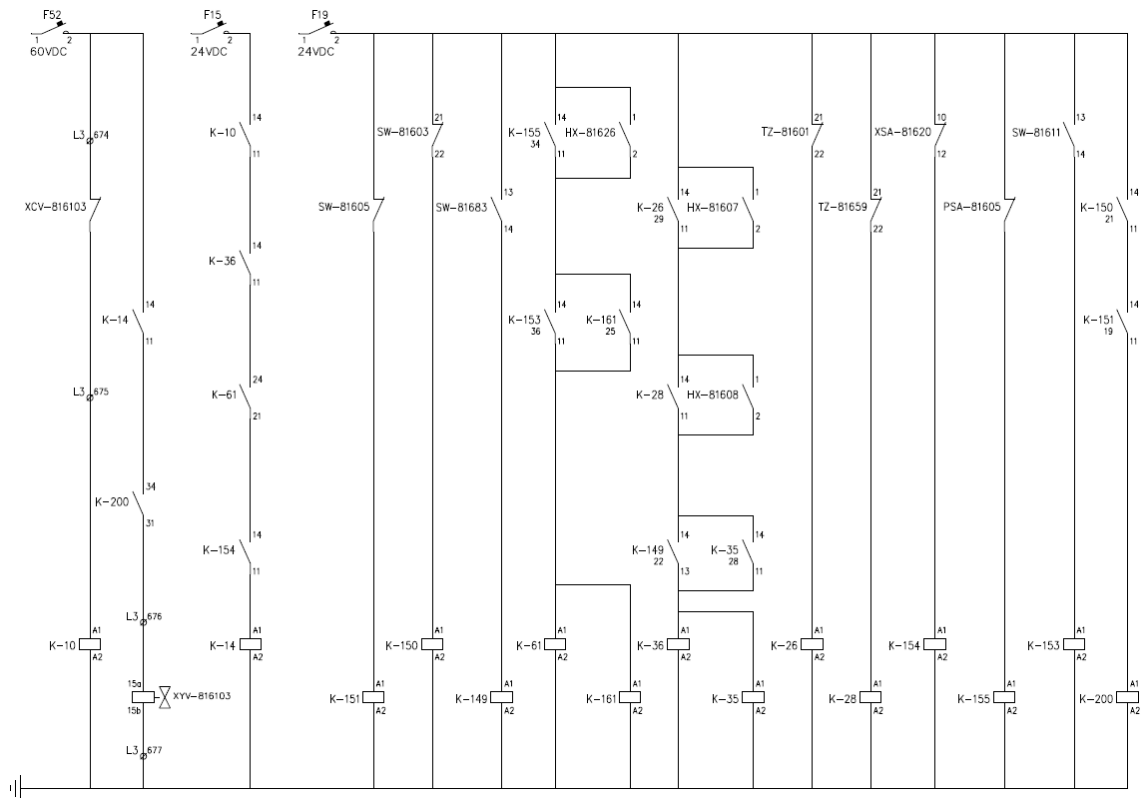 F52
1 2
60VDC
F15
1 2
24VDC
F19
1 2
24VDC
L3 674
XCV-816103
K-14 14 11
L3 675
K-200 34 31
L3 676
K-10 A1 A2
15a
XYV-816103
15b
L3 677
K-10 14 11
K-36 14 11
K-61 24 21
K-154 14 11
K-14 A1 A2
SW-81605
K-151 A1 A2
SW-81603 21 22
K-150 A1 A2
SW-81683 13 14
K-149 A1 A2
K-155 34 14 11
HX-81626 1 2
K-153 36 14 11
K-161 25 14 11
K-61 A1 A2
K-161 A1 A2
K-26 29 14 11
HX-81607 1 2
K-28 14 11
HX-81608 1 2
K-149 22 14 13
K-35 28 14 11
K-36 A1 A2
K-35 A1 A2
TZ-81601 21 22
K-26 A1 A2
TZ-81659 21 22
K-28 A1 A2
XSA-81620 10 12
K-154 A1 A2
PSA-81605
K-155 A1 A2
SW-81611 13 14
K-153 A1 A2
K-150 21 14 11
K-151 19 14 11
K-200 A1 A2